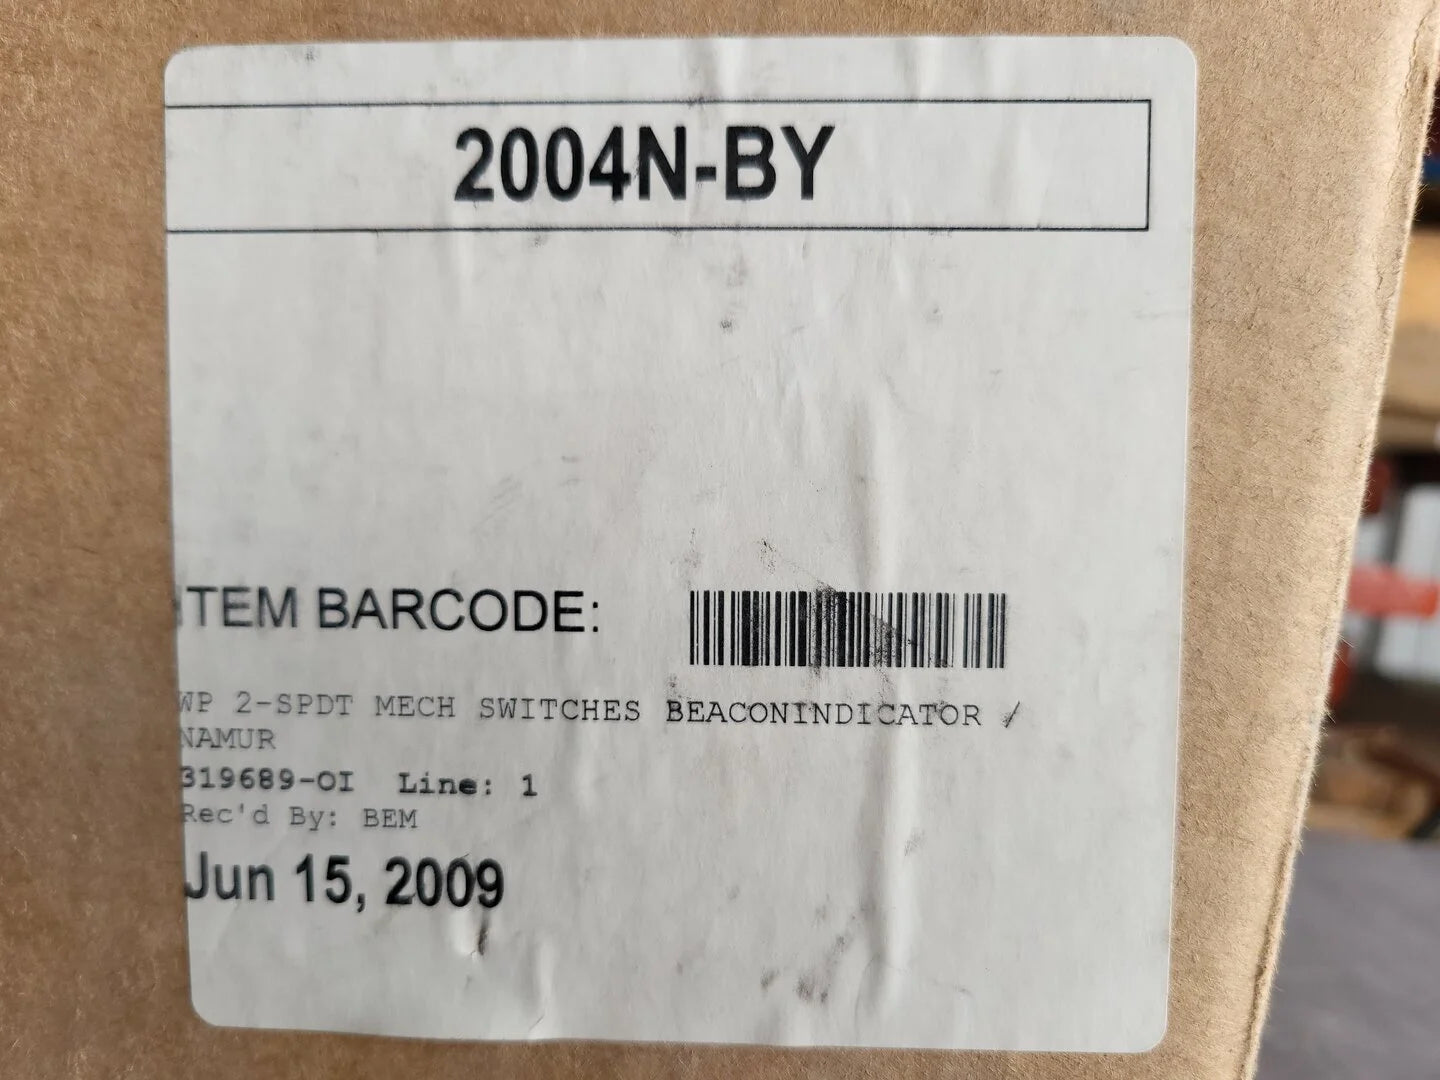 2004N-BY
ITEM BARCODE:
WP 2-SPDT MECH SWITCHES BEACONINDICATOR /
NAMUR
319689-OI Line: 1
Rec'd By: BEM
Jun 15, 2009